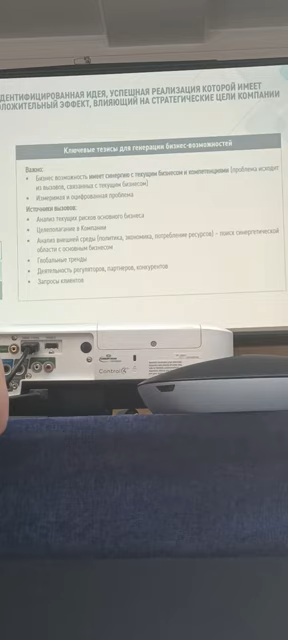 ДЕНТИФИЦИРОВАННАЯ ИДЕЯ, УСПЕШНАЯ РЕАЛИЗАЦИЯ КОТОРОЙ ИМЕЕТ
ОЛОЖИТЕЛЬНЫЙ ЭФФЕКТ, ВЛИЯЮЩИЙ НА СТРАТЕГИЧЕСКИЕ ЦЕЛИ КОМПАНИИ
Ключевые тезисы для генерации бизнес-возможностей
Важно:
• Бизнес возможность имеет синергию с текущим бизнесом и компетенциями (проблема исходит
из вызовов, связанных с текущим бизнесом)
• Измеримая и оцифрованная проблема
Источники вызовов:
• Анализ текущих рисков основного бизнеса
• Целеполагание в Компании
• Анализ внешней среды (политика, экономика, потребление ресурсов) – поиск синергетической
области с основным бизнесом
• Глобальные тренды
• Деятельность регуляторов, партнеров, конкурентов
• Запросы клиентов
Control4